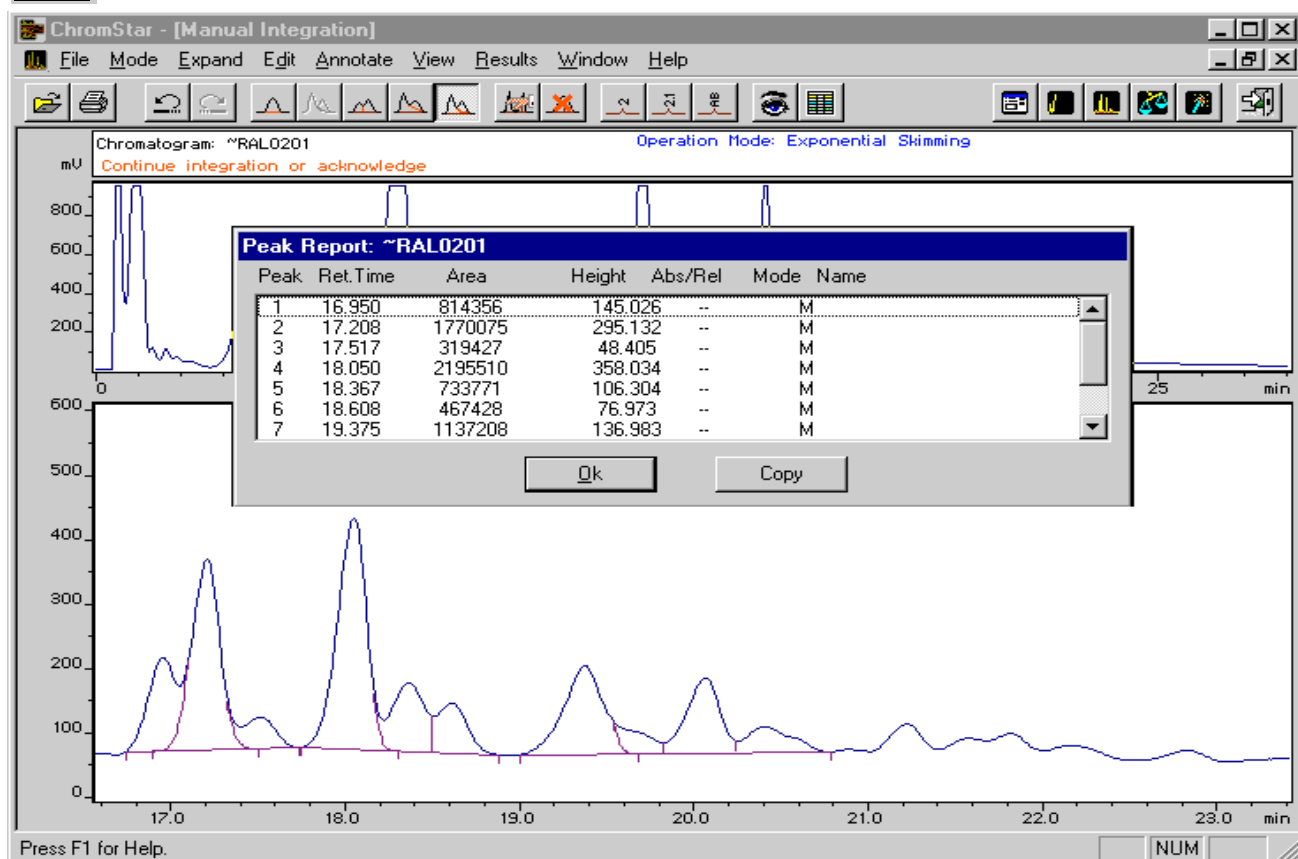 ChromStar - [Manual Integration]
File Mode Expand Edit Annotate View Results Window Help
Chromatogram: ~RAL0201 Operation Mode: Exponential Skimming
Continue integration or acknowledge
mV
800
600
400
200
0 25 min
Peak Report: ~RAL0201
Peak Ret.Time Area Height Abs/Rel Mode Name
1 16.950 814356 145.026 -- M
2 17.208 1770075 295.132 -- M
3 17.517 319427 48.405 -- M
4 18.050 2195510 358.034 -- M
5 18.367 733771 106.304 -- M
6 18.608 467428 76.973 -- M
7 19.375 1137208 136.983 -- M
Ok Copy
600
500
400
300
200
100
0
17.0 18.0 19.0 20.0 21.0 22.0 23.0 min
Press F1 for Help. NUM